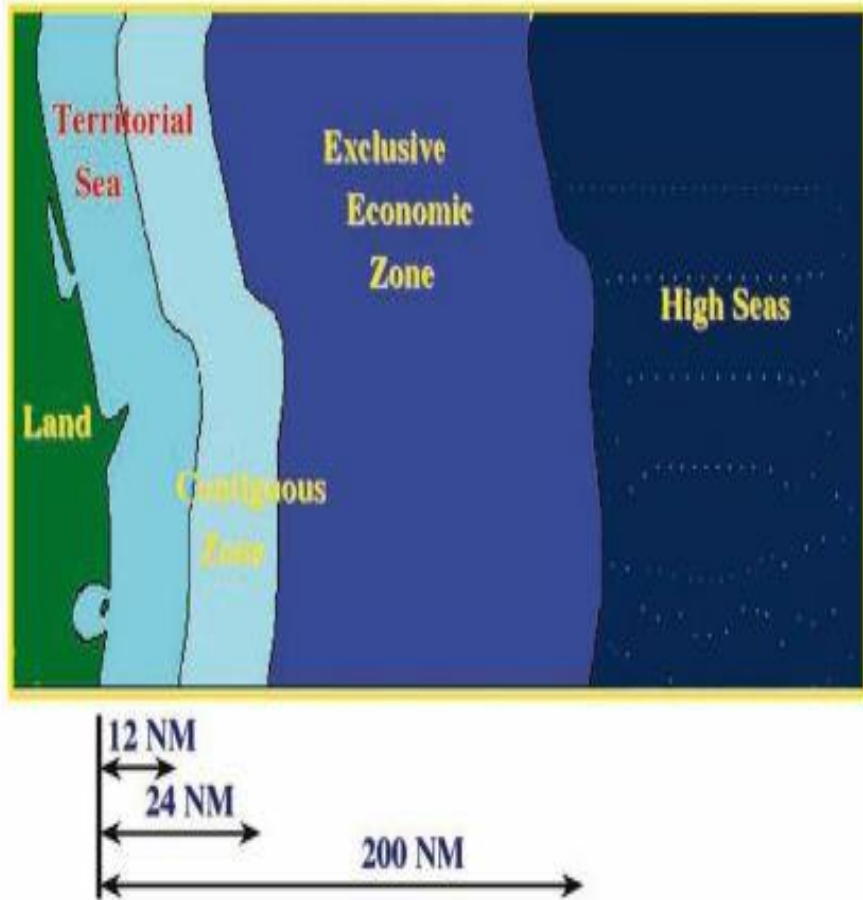 Territorial
Sea
Exclusive
Economic
Zone
High Seas
Land
Contiguous
Zone
12 NM
24 NM
200 NM